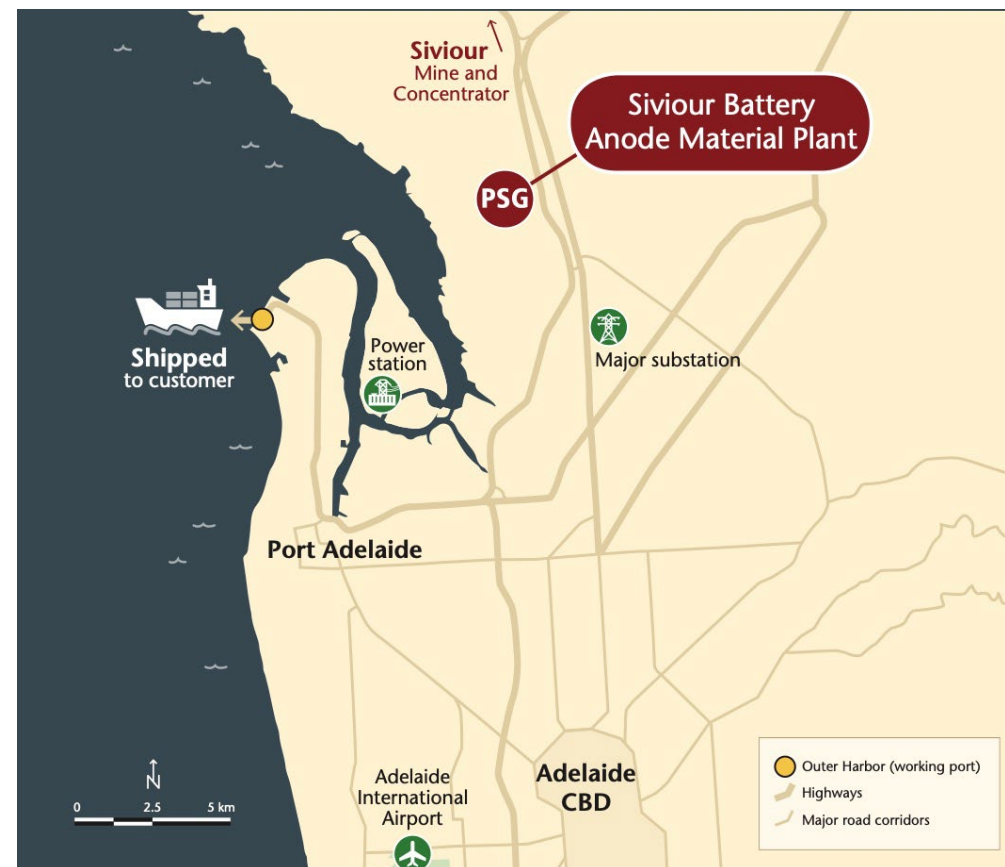 Siviour
Mine and
Concentrator
Siviour Battery
Anode Material Plant
PSG
Shipped
to customer
Power
station
Major substation
Port Adelaide
N
0 2.5 5 km
Adelaide
International
Airport
Adelaide
CBD
Outer Harbor (working port)
Highways
Major road corridors